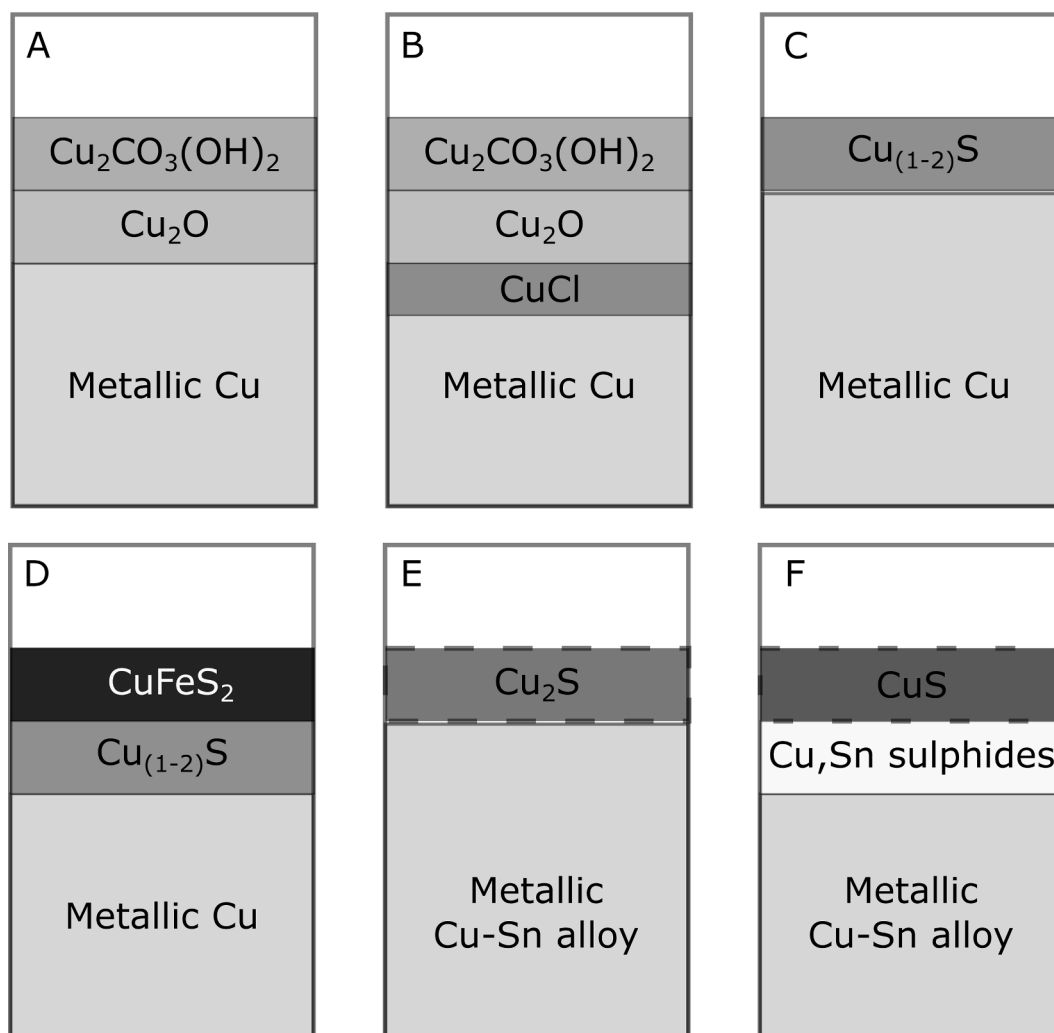 A
Cu₂CO₃(OH)₂
Cu₂O
Metallic Cu
B
Cu₂CO₃(OH)₂
Cu₂O
CuCl
Metallic Cu
C
Cu₍₁₋₂₎S
Metallic Cu
D
CuFeS₂
Cu₍₁₋₂₎S
Metallic Cu
E
Cu₂S
Metallic
Cu-Sn alloy
F
CuS
Cu,Sn sulphides
Metallic
Cu-Sn alloy